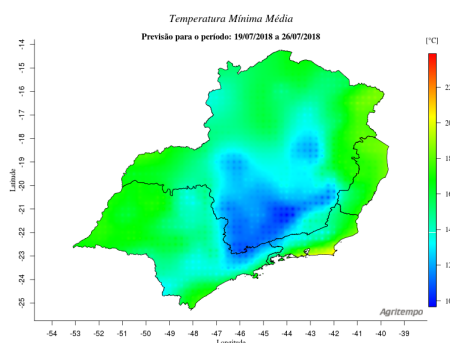 Temperatura Mínima Média
Previsão para o período: 19/07/2018 a 26/07/2018
[°C]
-14
-15
-16
-17
-18
-19
-20
-21
-22
-23
-24
-25
Latitude
-54 -53 -52 -51 -50 -49 -48 -47 -46 -45 -44 -43 -42 -41 -40 -39
Longitude
Agritempo